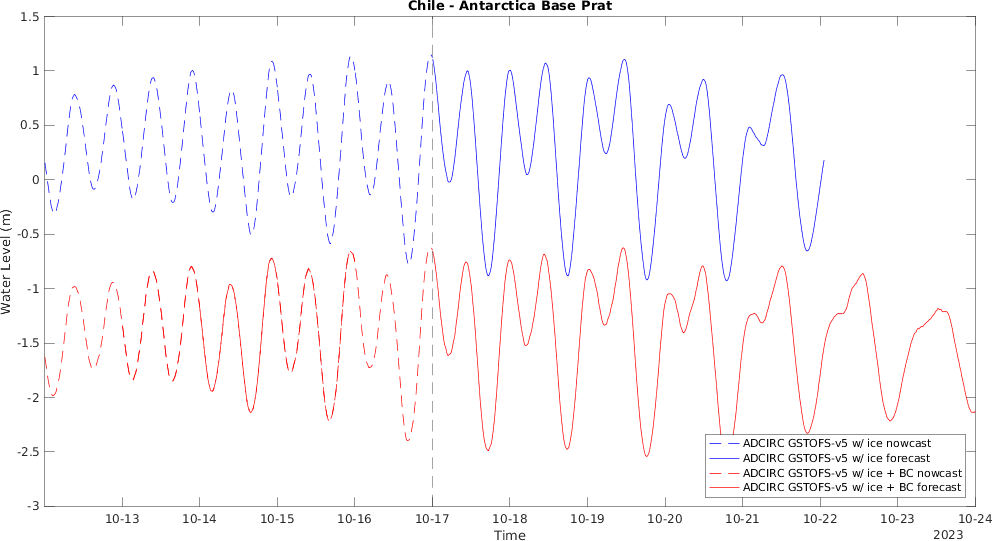 Chile - Antarctica Base Prat
1.5
1
0.5
0
-0.5
-1
-1.5
-2
-2.5
-3
Water Level (m)
ADCIRC GSTOFS-v5 w/ ice nowcast
ADCIRC GSTOFS-v5 w/ ice forecast
ADCIRC GSTOFS-v5 w/ ice + BC nowcast
ADCIRC GSTOFS-v5 w/ ice + BC forecast
10-13 10-14 10-15 10-16 10-17 10-18 10-19 10-20 10-21 10-22 10-23 10-24
Time 2023